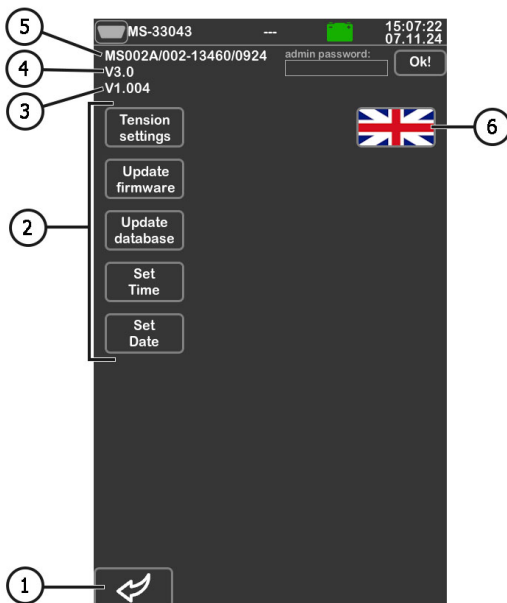 5
MS-33043 --- 15:07:22
07.11.24
MS002A/002-13460/0924
admin password:
Ok!
4
V3.0
3
V1.004
Tension
settings
6
Update
firmware
2
Update
database
Set
Time
Set
Date
1